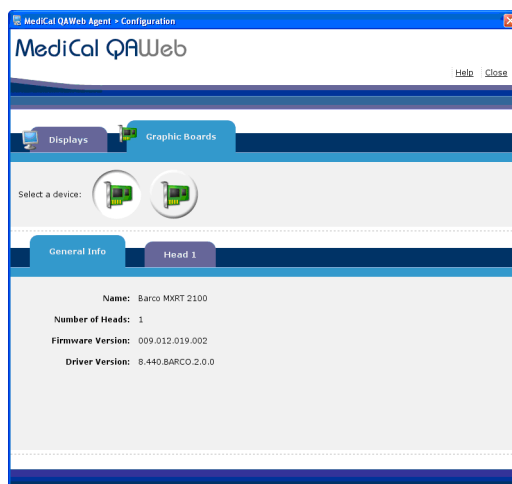 MediCal QAWeb Agent > Configuration
MediCal QAWeb
Help Close
Displays Graphic Boards
Select a device:
General Info Head 1
Name: Barco MXRT 2100
Number of Heads: 1
Firmware Version: 009.012.019.002
Driver Version: 8.440.BARCO.2.0.0